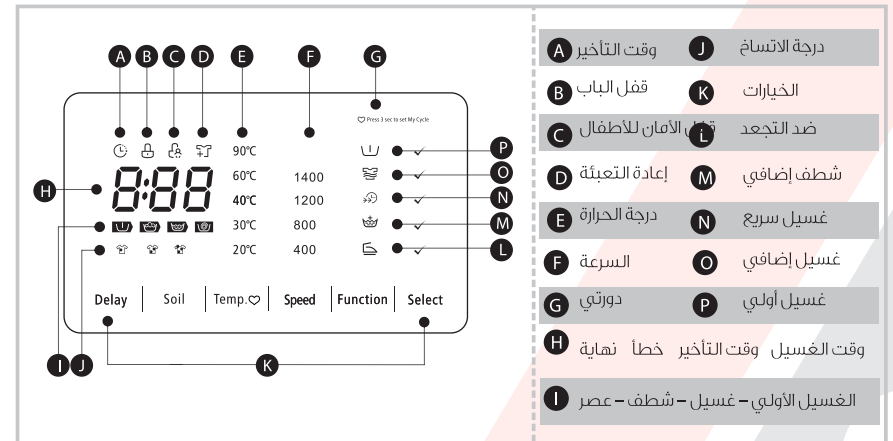 A B C D E F G
♡ Press 3 sec to set My Cycle
90°C P
60°C 1400 O
H 8:88 40°C 1200 N
I 30°C 800 M
J 20°C 400 L
Delay Soil Temp.♡ Speed Function Select
I J K
A وقت التأخير J درجة الاتساخ
B قفل الباب K الخيارات
C قفل الأمان للأطفال L ضد التجعد
D إعادة التعبئة M شطف إضافي
E درجة الحرارة N غسيل سريع
F السرعة O غسيل إضافي
G دورتي P غسيل أولي
H وقت الغسيل وقت التأخير خطأ نهاية
I الغسيل الأولي – غسيل – شطف – عصر